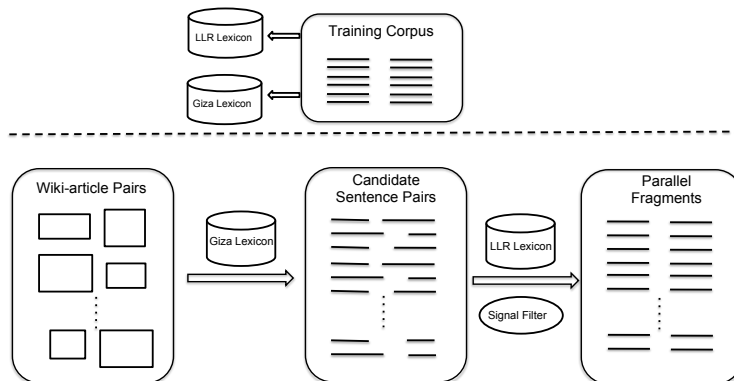 Training Corpus
LLR Lexicon
Giza Lexicon
Wiki-article Pairs
Giza Lexicon
Candidate
Sentence Pairs
LLR Lexicon
Signal Filter
Parallel
Fragments